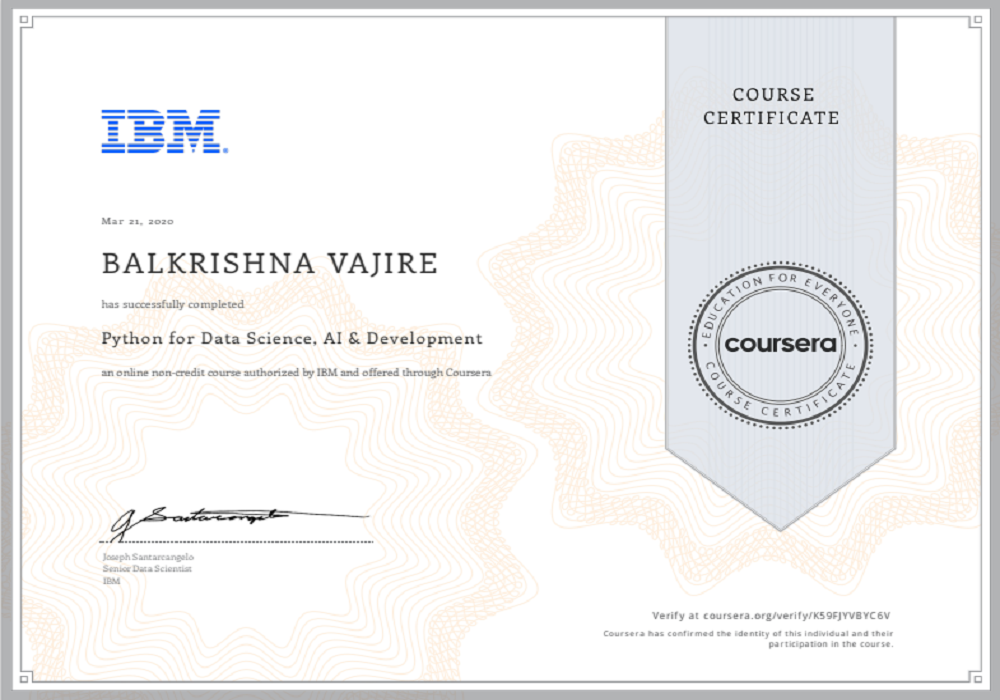 COURSE
CERTIFICATE
IBM
Mar 21, 2020
BALKRISHNA VAJIRE
has successfully completed
Python for Data Science, AI & Development
an online non-credit course authorized by IBM and offered through Coursera
EDUCATION FOR EVERYONE
coursera
COURSE CERTIFICATE
Joseph Santarcangelo
Senior Data Scientist
IBM
Verify at coursera.org/verify/K59FJYVBYC6V
Coursera has confirmed the identity of this individual and their
participation in the course.